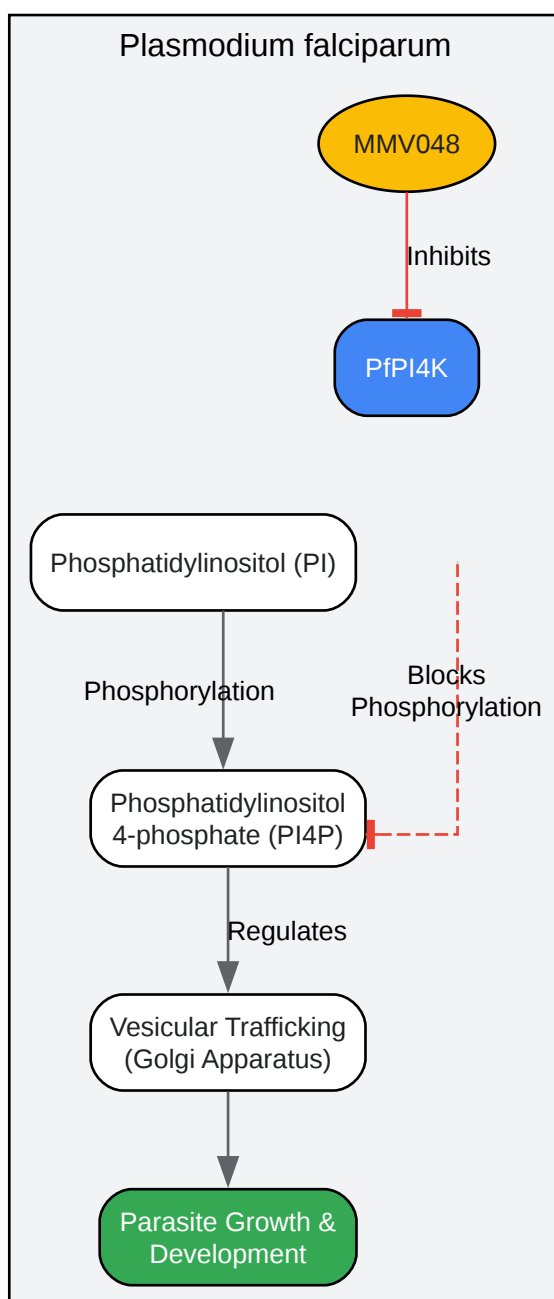 Plasmodium falciparum
MMV048
Inhibits
PfPI4K
Phosphatidylinositol (PI)
Phosphorylation
Blocks
Phosphorylation
Phosphatidylinositol
4-phosphate (PI4P)
Regulates
Vesicular Trafficking
(Golgi Apparatus)
Parasite Growth &
Development